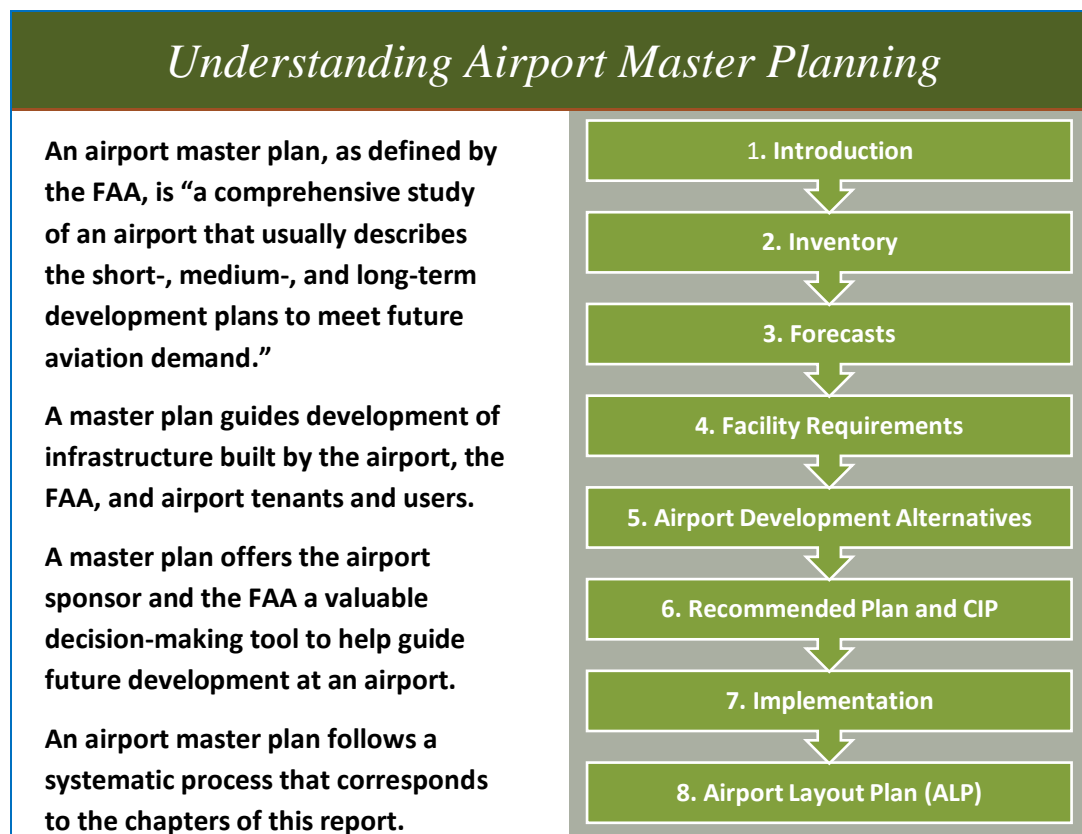 Understanding Airport Master Planning
An airport master plan, as defined by
the FAA, is “a comprehensive study
of an airport that usually describes
the short-, medium-, and long-term
development plans to meet future
aviation demand.”
A master plan guides development of
infrastructure built by the airport, the
FAA, and airport tenants and users.
A master plan offers the airport
sponsor and the FAA a valuable
decision-making tool to help guide
future development at an airport.
An airport master plan follows a
systematic process that corresponds
to the chapters of this report.
1. Introduction
2. Inventory
3. Forecasts
4. Facility Requirements
5. Airport Development Alternatives
6. Recommended Plan and CIP
7. Implementation
8. Airport Layout Plan (ALP)